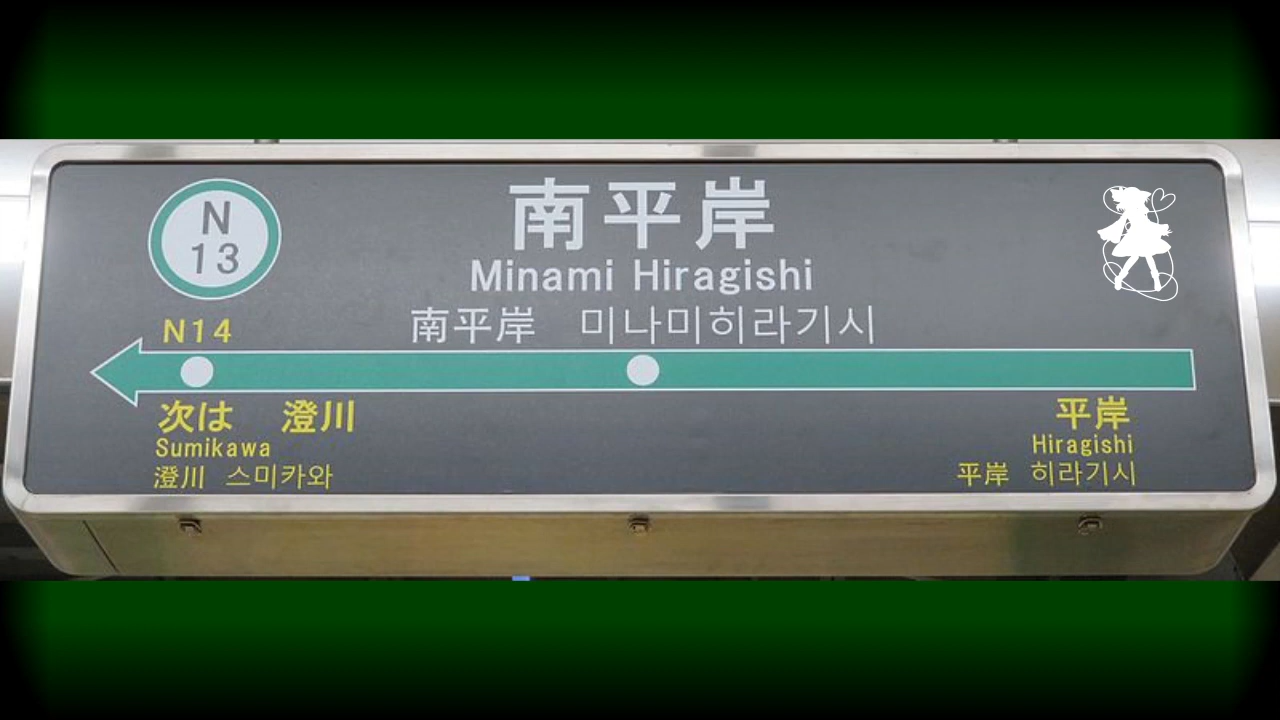 N
13
南平岸
Minami Hiragishi
南平岸 미나미히라기시
N14
次は 澄川
Sumikawa
澄川 스미카와
平岸
Hiragishi
平岸 히라기시